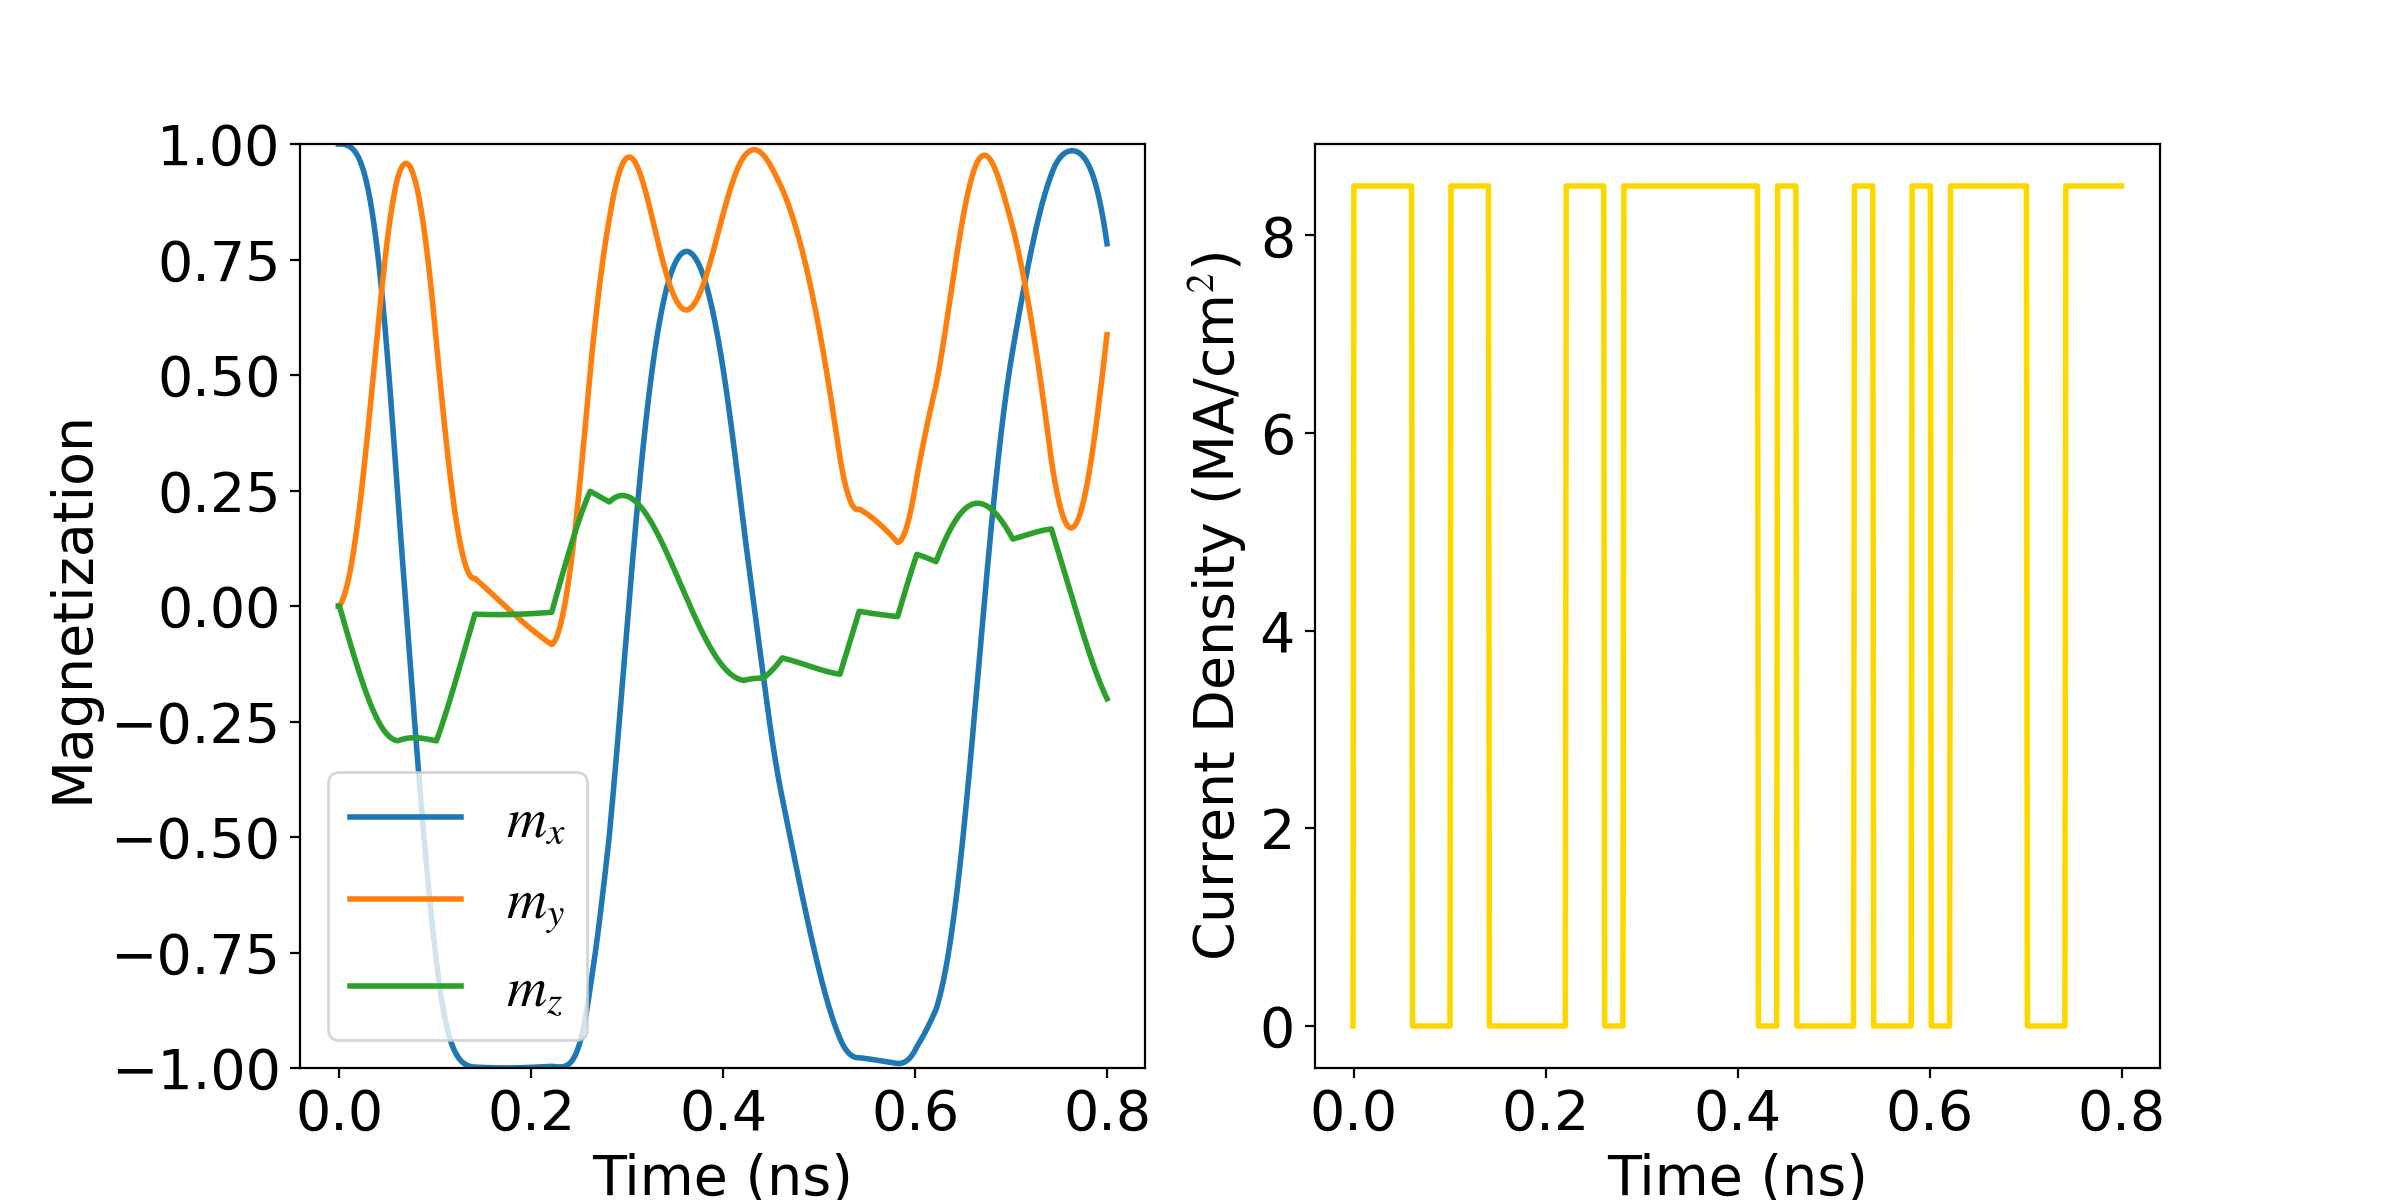 Magnetization
1.00
0.75
0.50
0.25
0.00
−0.25
−0.50
−0.75
−1.00
m_x
m_y
m_z
0.0 0.2 0.4 0.6 0.8
Time (ns)
Current Density (MA/cm²)
8
6
4
2
0
0.0 0.2 0.4 0.6 0.8
Time (ns)